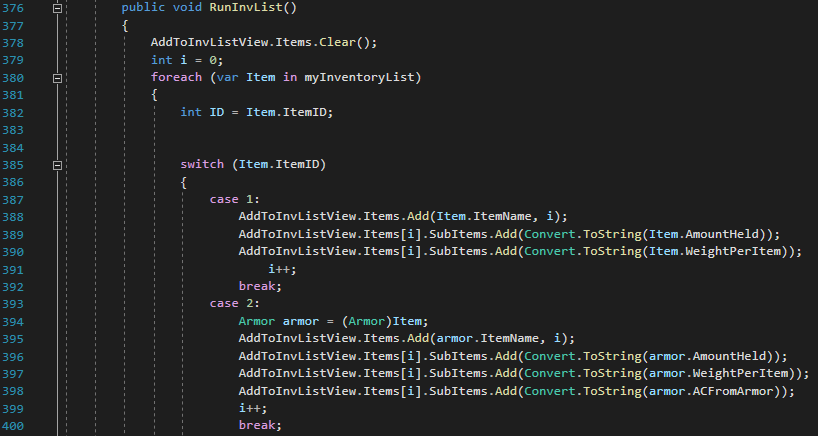 376 public void RunInvList()
377 {
378 AddToInvListView.Items.Clear();
379 int i = 0;
380 foreach (var Item in myInventoryList)
381 {
382 int ID = Item.ItemID;
383
384
385 switch (Item.ItemID)
386 {
387 case 1:
388 AddToInvListView.Items.Add(Item.ItemName, i);
389 AddToInvListView.Items[i].SubItems.Add(Convert.ToString(Item.AmountHeld));
390 AddToInvListView.Items[i].SubItems.Add(Convert.ToString(Item.WeightPerItem));
391 i++;
392 break;
393 case 2:
394 Armor armor = (Armor)Item;
395 AddToInvListView.Items.Add(armor.ItemName, i);
396 AddToInvListView.Items[i].SubItems.Add(Convert.ToString(armor.AmountHeld));
397 AddToInvListView.Items[i].SubItems.Add(Convert.ToString(armor.WeightPerItem));
398 AddToInvListView.Items[i].SubItems.Add(Convert.ToString(armor.ACFromArmor));
399 i++;
400 break;